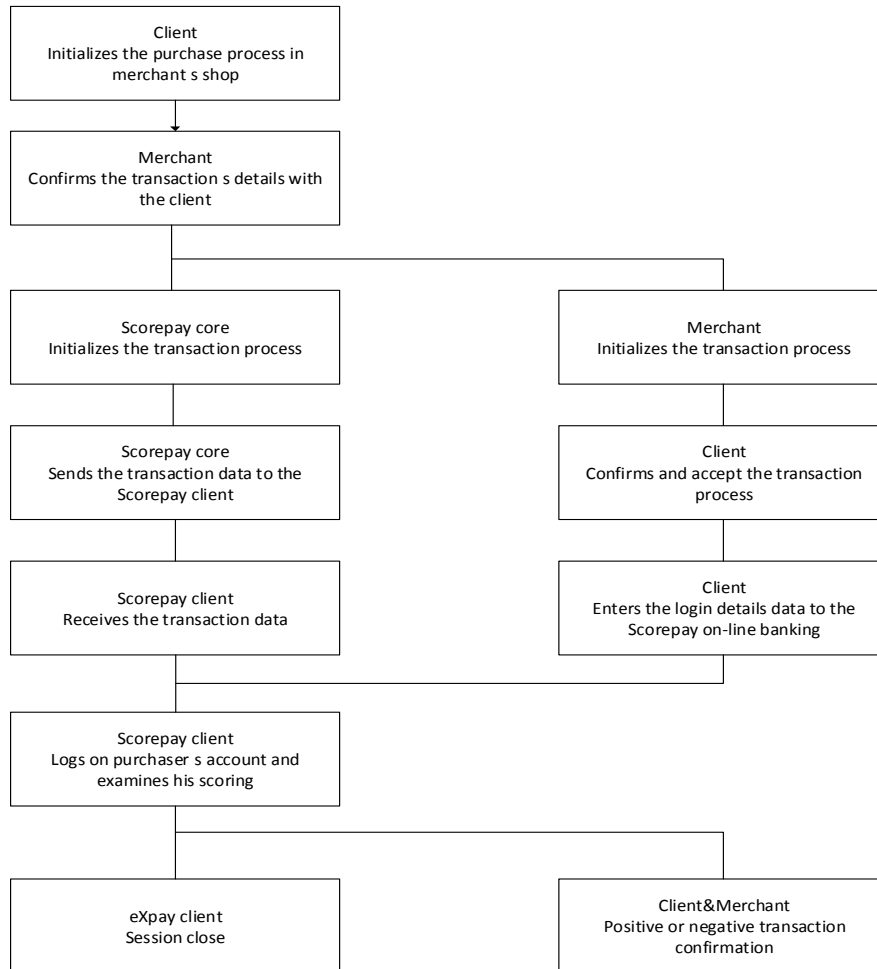 Client
Initializes the purchase process in
merchant s shop
Merchant
Confirms the transaction s details with
the client
Scorepay core
Initializes the transaction process
Merchant
Initializes the transaction process
Scorepay core
Sends the transaction data to the
Scorepay client
Client
Confirms and accept the transaction
process
Scorepay client
Receives the transaction data
Client
Enters the login details data to the
Scorepay on-line banking
Scorepay client
Logs on purchaser s account and
examines his scoring
eXpay client
Session close
Client&Merchant
Positive or negative transaction
confirmation